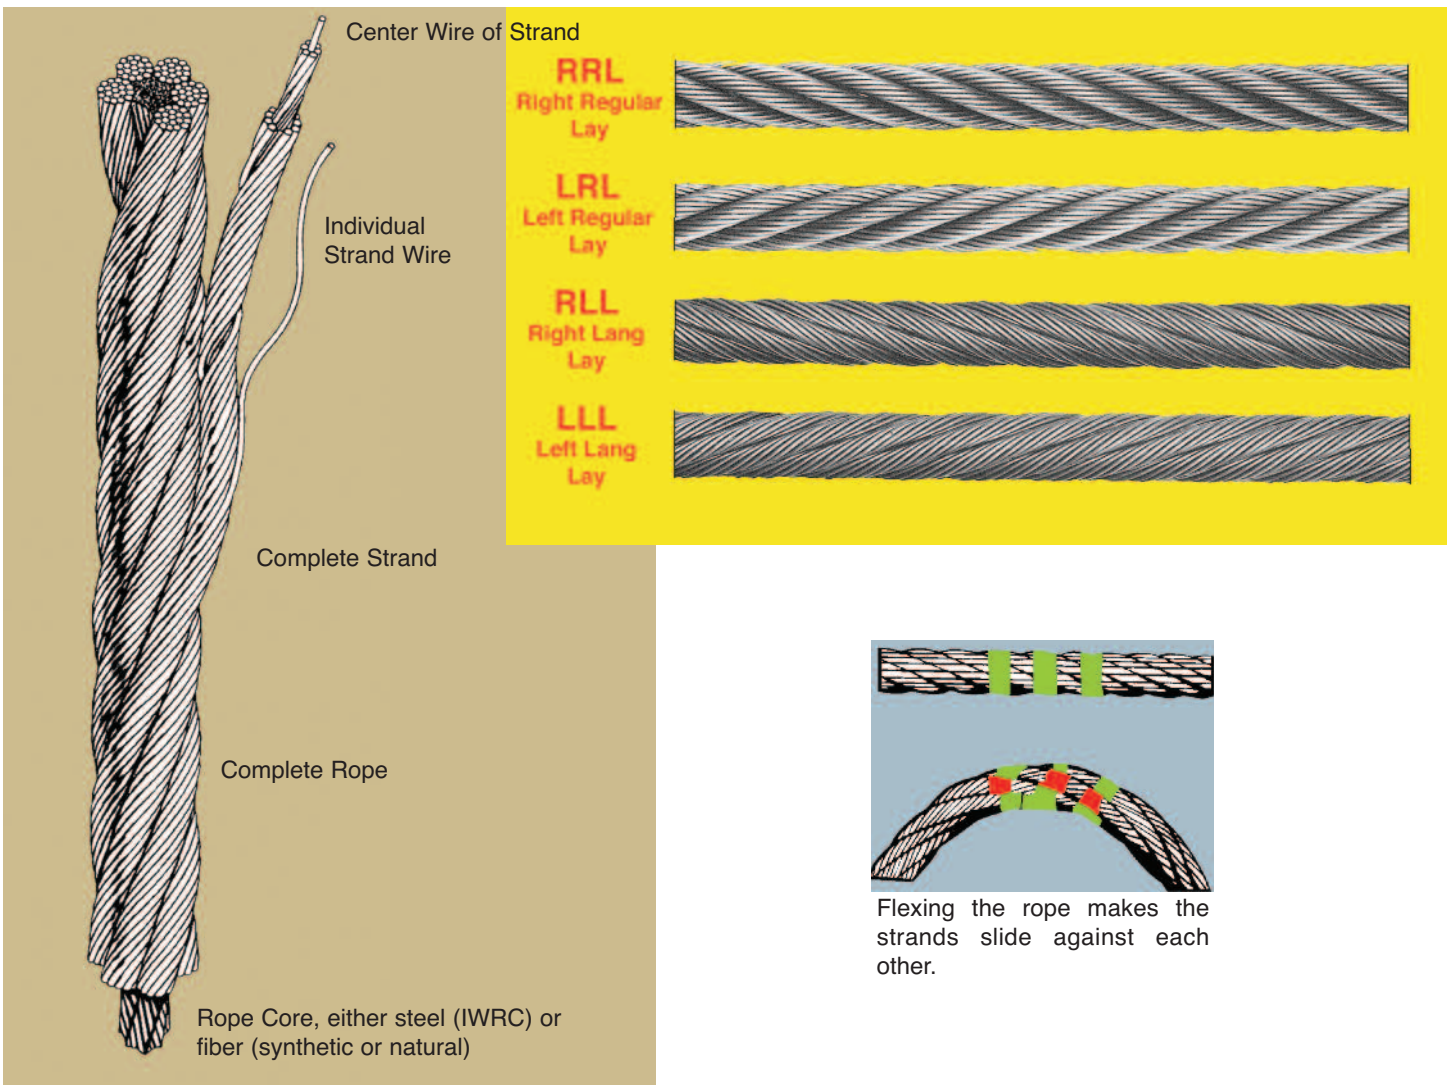 Center Wire of Strand
Individual
Strand Wire
Complete Strand
Complete Rope
Rope Core, either steel (IWRC) or
fiber (synthetic or natural)
RRL
Right Regular
Lay
LRL
Left Regular
Lay
RLL
Right Lang
Lay
LLL
Left Lang
Lay
Flexing the rope makes the
strands slide against each
other.